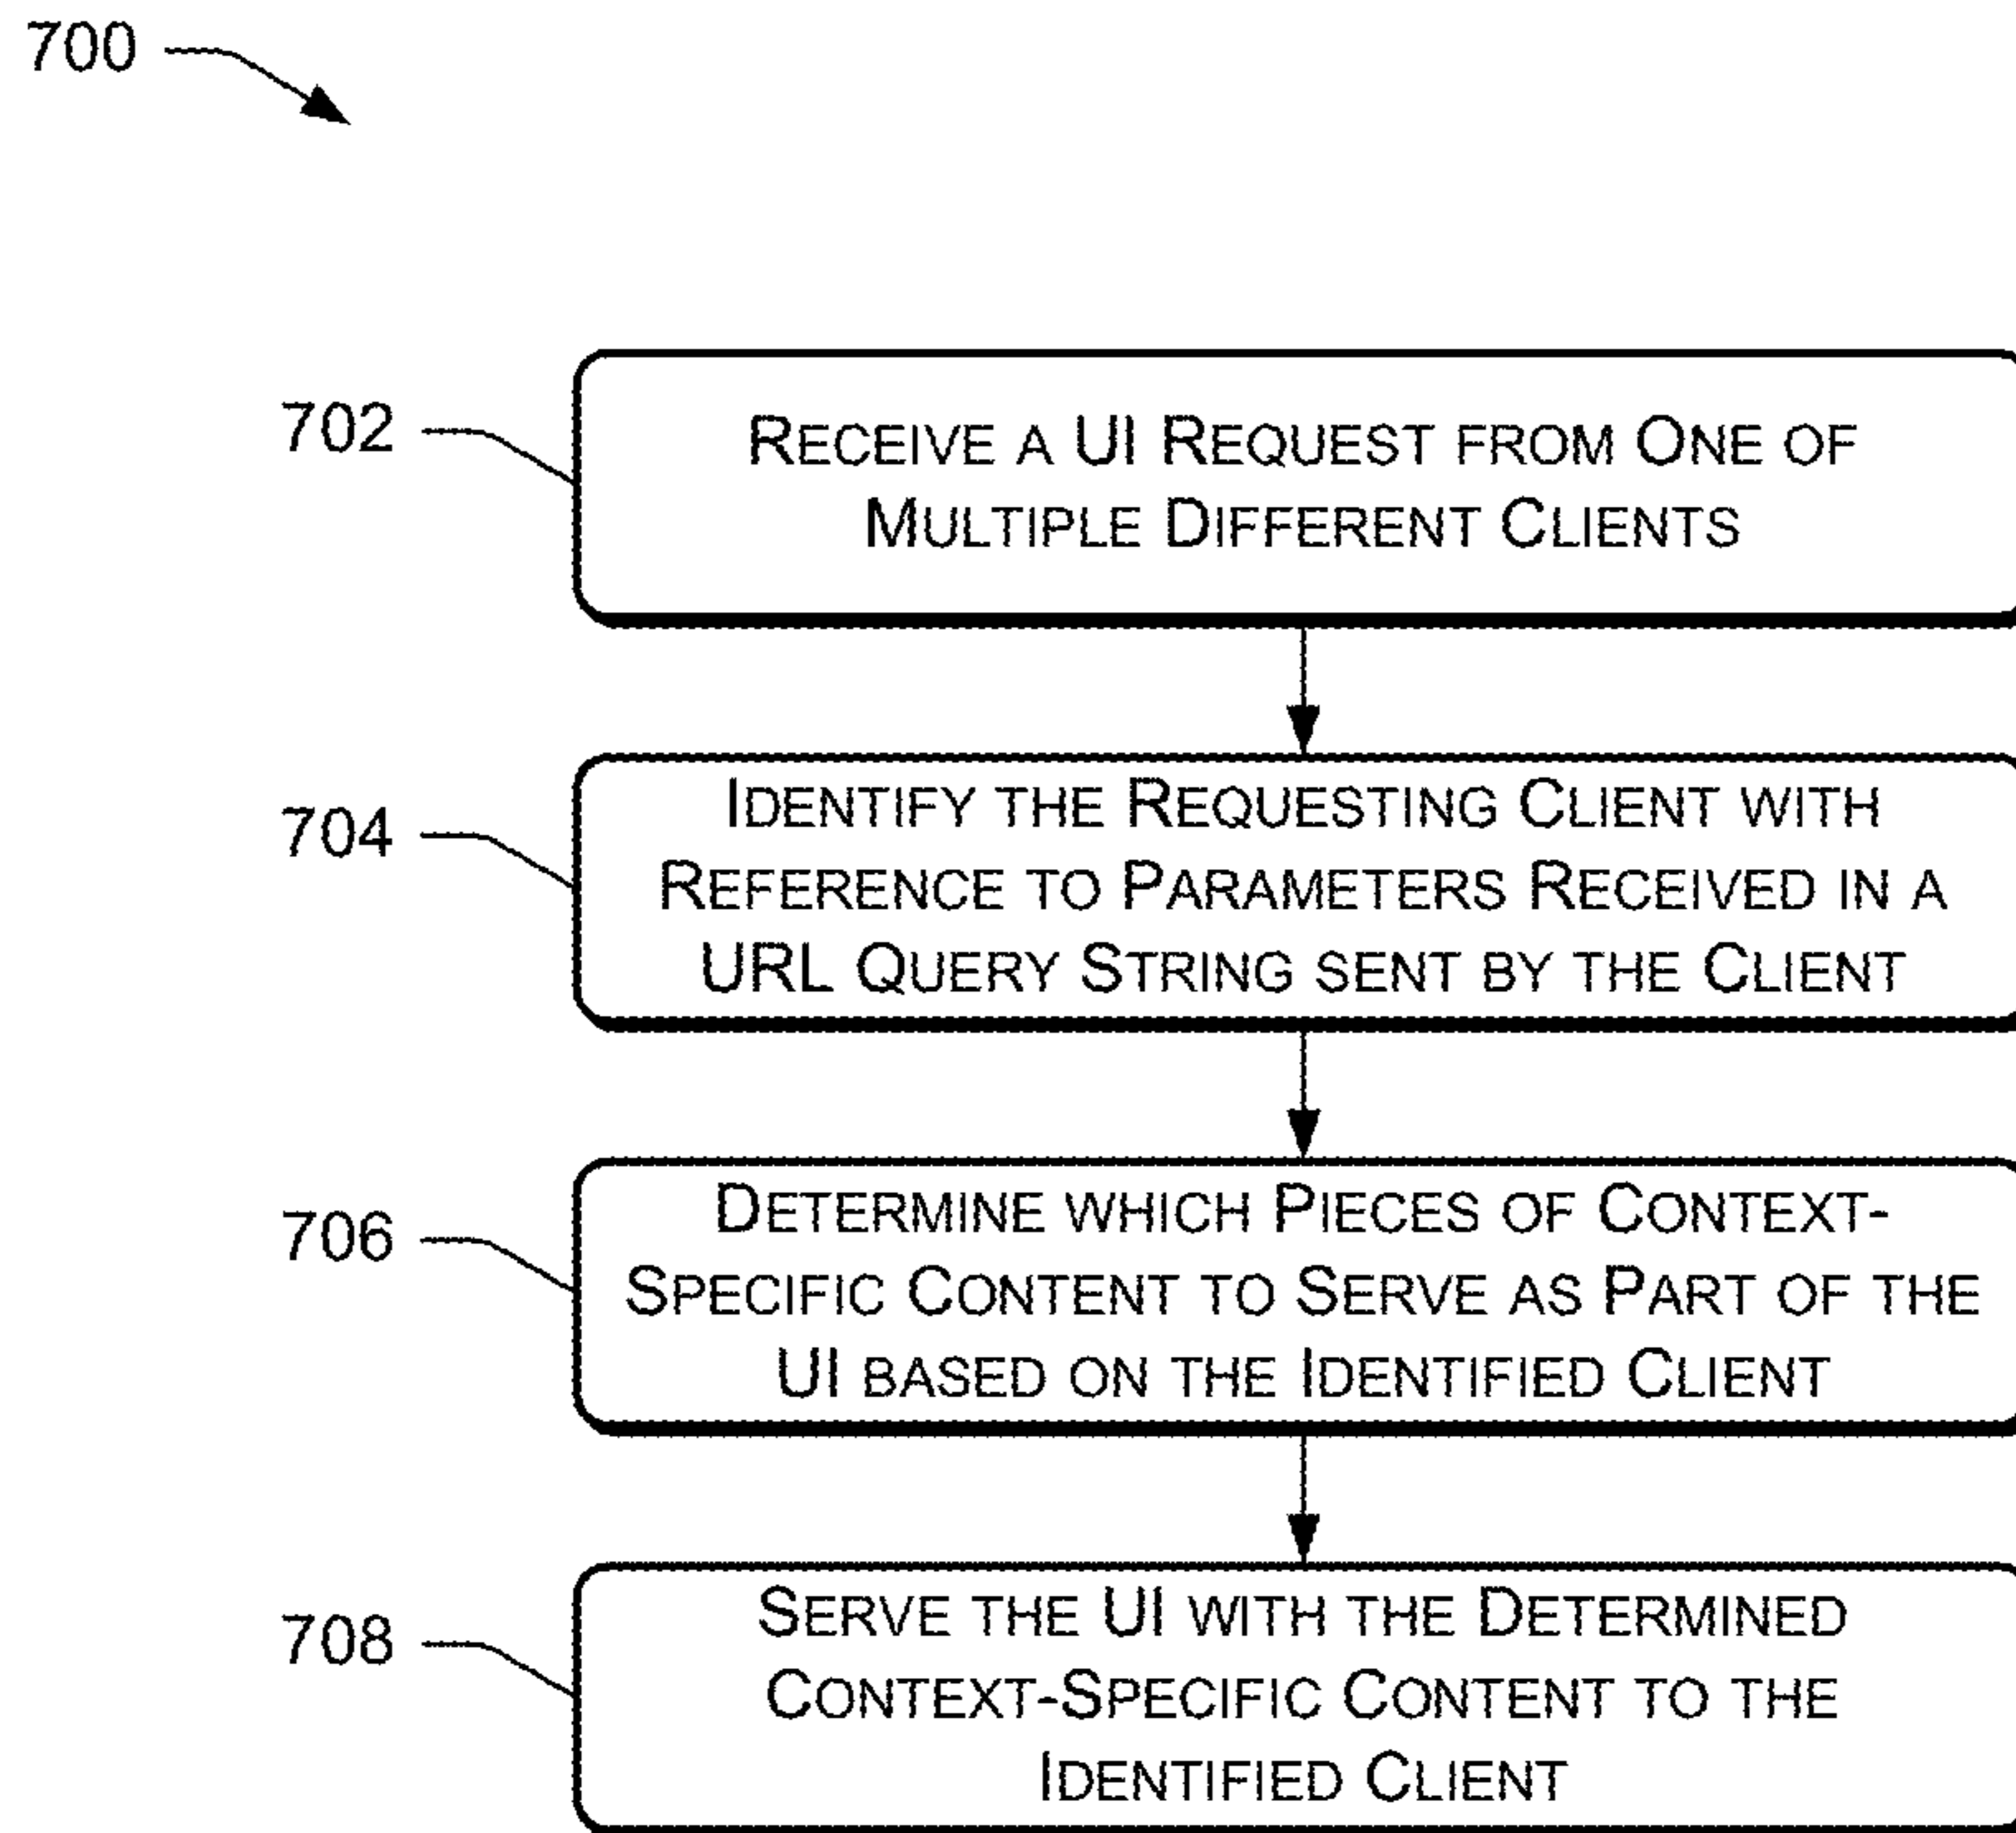 700
702
RECEIVE A UI REQUEST FROM ONE OF
MULTIPLE DIFFERENT CLIENTS
704
IDENTIFY THE REQUESTING CLIENT WITH
REFERENCE TO PARAMETERS RECEIVED IN A
URL QUERY STRING SENT BY THE CLIENT
706
DETERMINE WHICH PIECES OF CONTEXT-
SPECIFIC CONTENT TO SERVE AS PART OF THE
UI BASED ON THE IDENTIFIED CLIENT
708
SERVE THE UI WITH THE DETERMINED
CONTEXT-SPECIFIC CONTENT TO THE
IDENTIFIED CLIENT